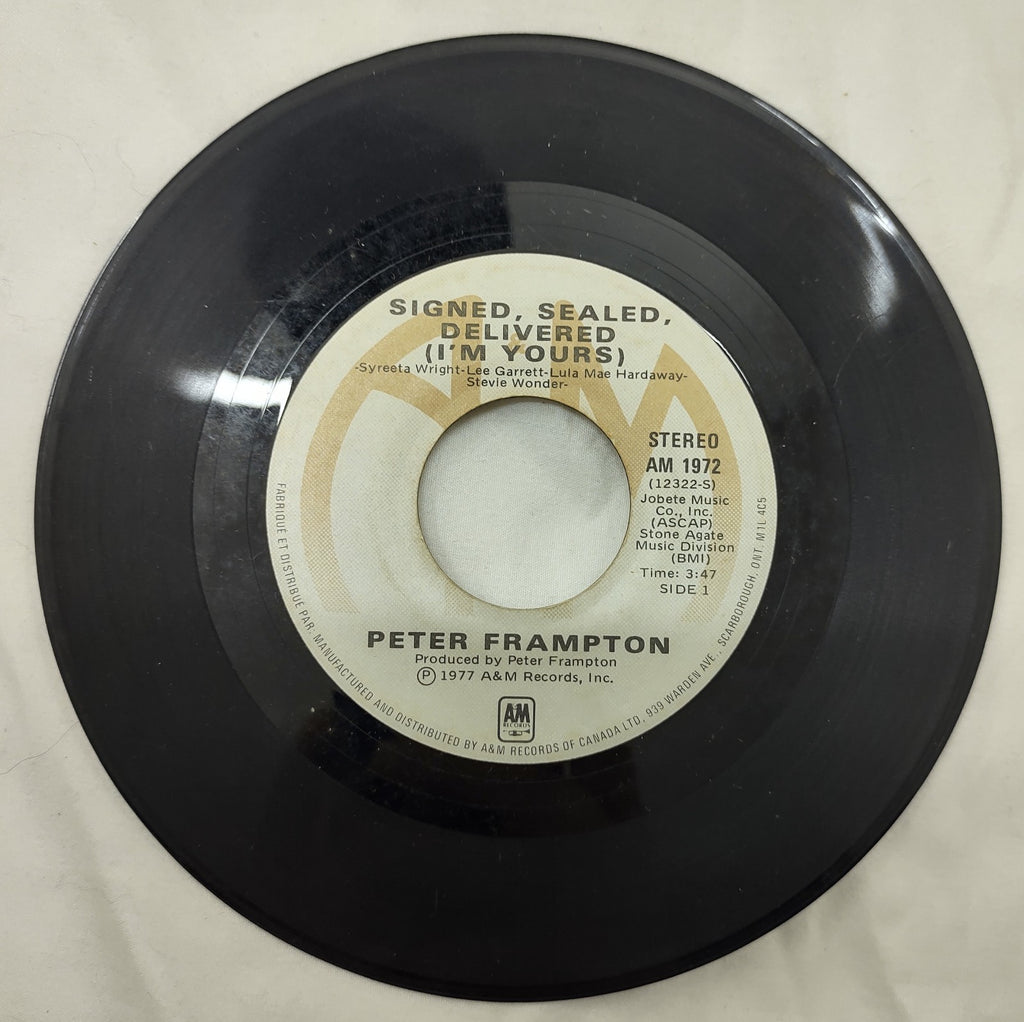 SIGNED, SEALED,
DELIVERED
(I'M YOURS)
-Syreeta Wright-Lee Garrett-Lula Mae Hardaway-
Stevie Wonder-
STEREO
AM 1972
(12322-S)
Jobete Music
Co., Inc.
(ASCAP)
Stone Agate
Music Division
(BMI)
Time: 3:47
SIDE 1
PETER FRAMPTON
Produced by Peter Frampton
Ⓟ 1977 A&M Records, Inc.
A&M
RECORDS
FABRIQUÉ ET DISTRIBUÉ PAR. MANUFACTURED AND DISTRIBUTED BY A&M RECORDS OF CANADA LTD, 939 WARDEN AVE., SCARBOROUGH, ONT. M1L 4C5